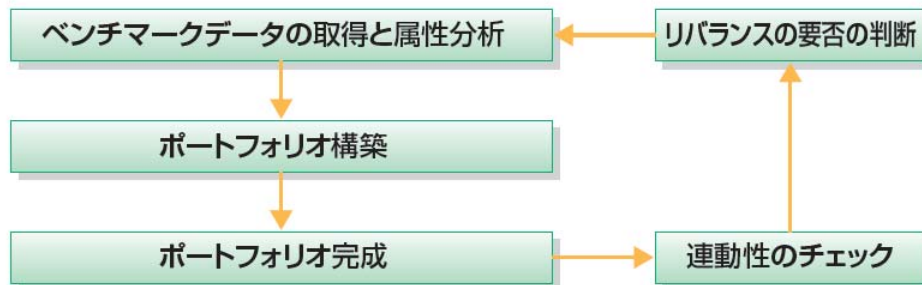 ベンチマークデータの取得と属性分析
リバランスの要否の判断
ポートフォリオ構築
ポートフォリオ完成
連動性のチェック